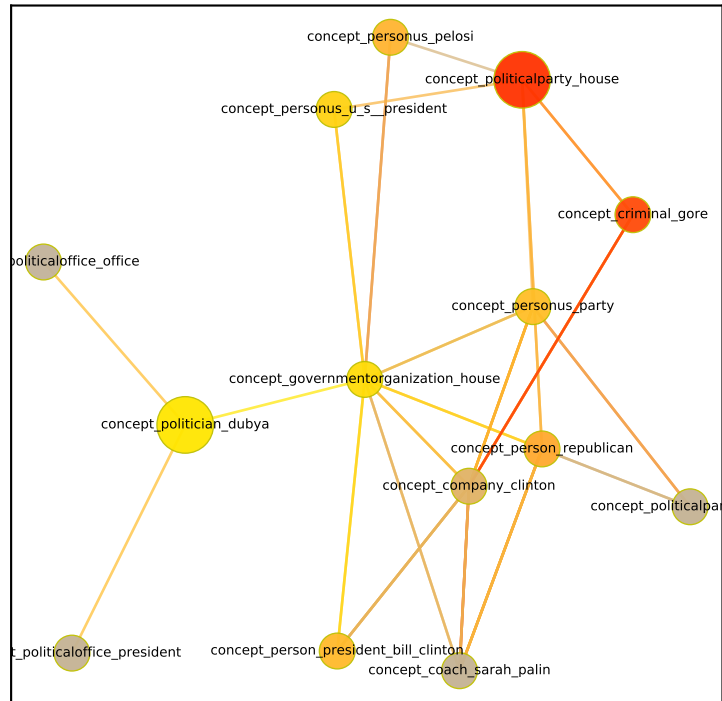 concept_personus_pelosi
concept_politicalparty_house
concept_personus_u_s__president
concept_criminal_gore
politicaloffice_office
concept_personus_party
concept_governmentorganization_house
concept_politician_dubya
concept_person_republican
concept_company_clinton
concept_politicalpar
concept_person_president_bill_clinton
t_politicaloffice_president
concept_coach_sarah_palin